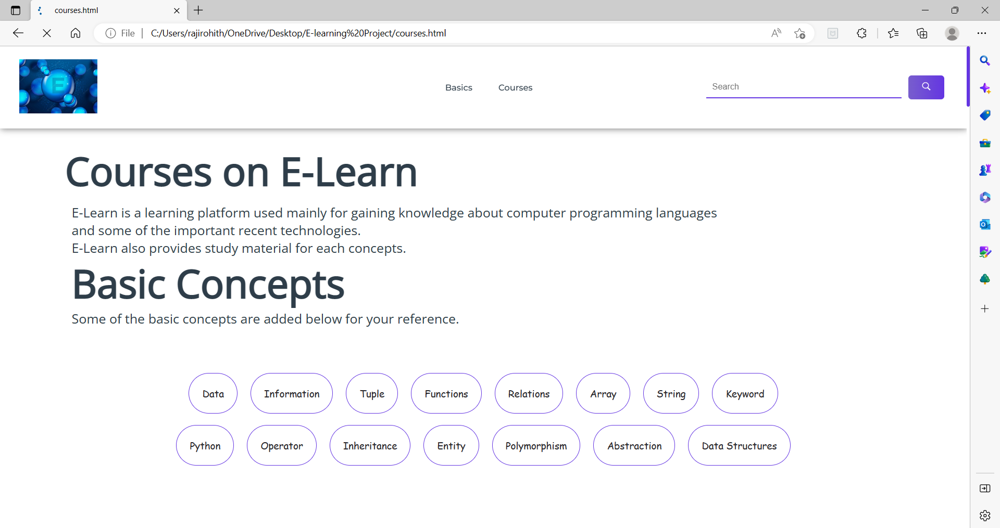 courses.html
File C:/Users/rajirohith/OneDrive/Desktop/E-learning%20Project/courses.html
E
Basics Courses Search
Courses on E-Learn
E-Learn is a learning platform used mainly for gaining knowledge about computer programming languages
and some of the important recent technologies.
E-Learn also provides study material for each concepts.
Basic Concepts
Some of the basic concepts are added below for your reference.
Data Information Tuple Functions Relations Array String Keyword
Python Operator Inheritance Entity Polymorphism Abstraction Data Structures